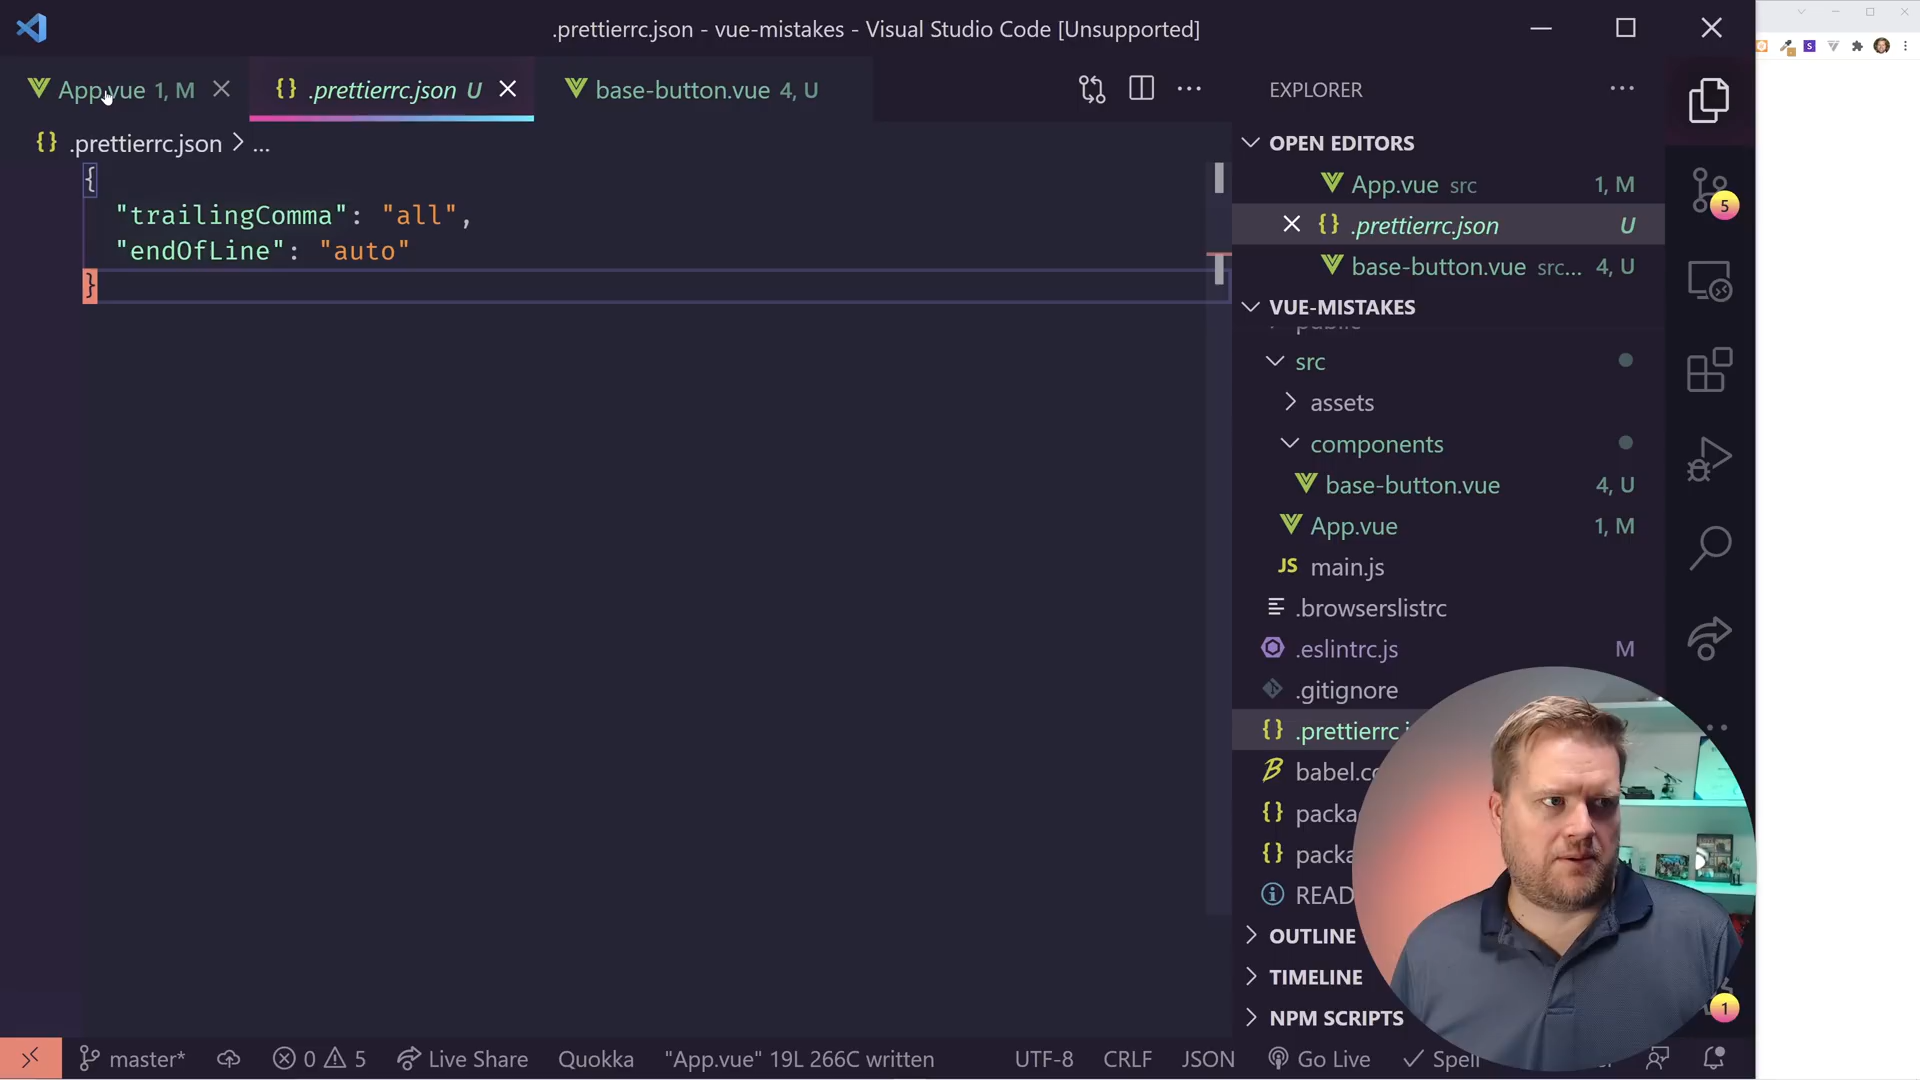 .prettierrc.json - vue-mistakes - Visual Studio Code [Unsupported]
App.vue 1, M
.prettierrc.json U
base-button.vue 4, U
.prettierrc.json > ...
{
"trailingComma": "all",
"endOfLine": "auto"
}
EXPLORER
OPEN EDITORS
App.vue src 1, M
.prettierrc.json U
base-button.vue src... 4, U
VUE-MISTAKES
public
src
assets
components
base-button.vue 4, U
App.vue 1, M
JS main.js
.browserslistrc
.eslintrc.js M
.gitignore
.prettierrc.j
babel.co
packa
packa
READ
OUTLINE
TIMELINE
NPM SCRIPTS
5
1
master* 0 5 Live Share Quokka "App.vue" 19L 266C written UTF-8 CRLF JSON Go Live Spell